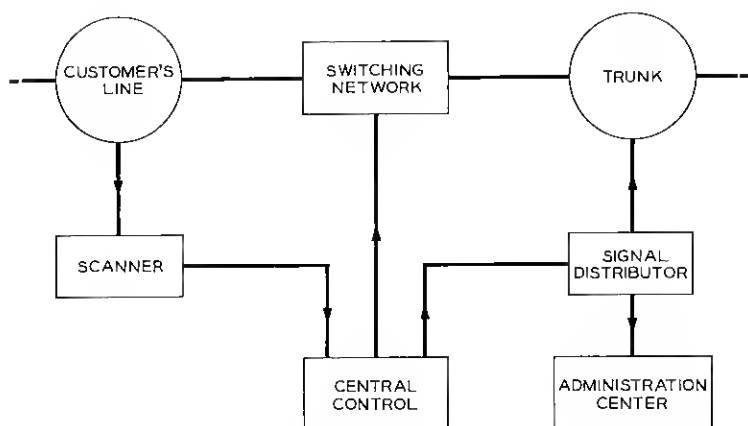 CUSTOMER'S
LINE
SWITCHING
NETWORK
TRUNK
SCANNER
SIGNAL
DISTRIBUTOR
CENTRAL
CONTROL
ADMINISTRATION
CENTER